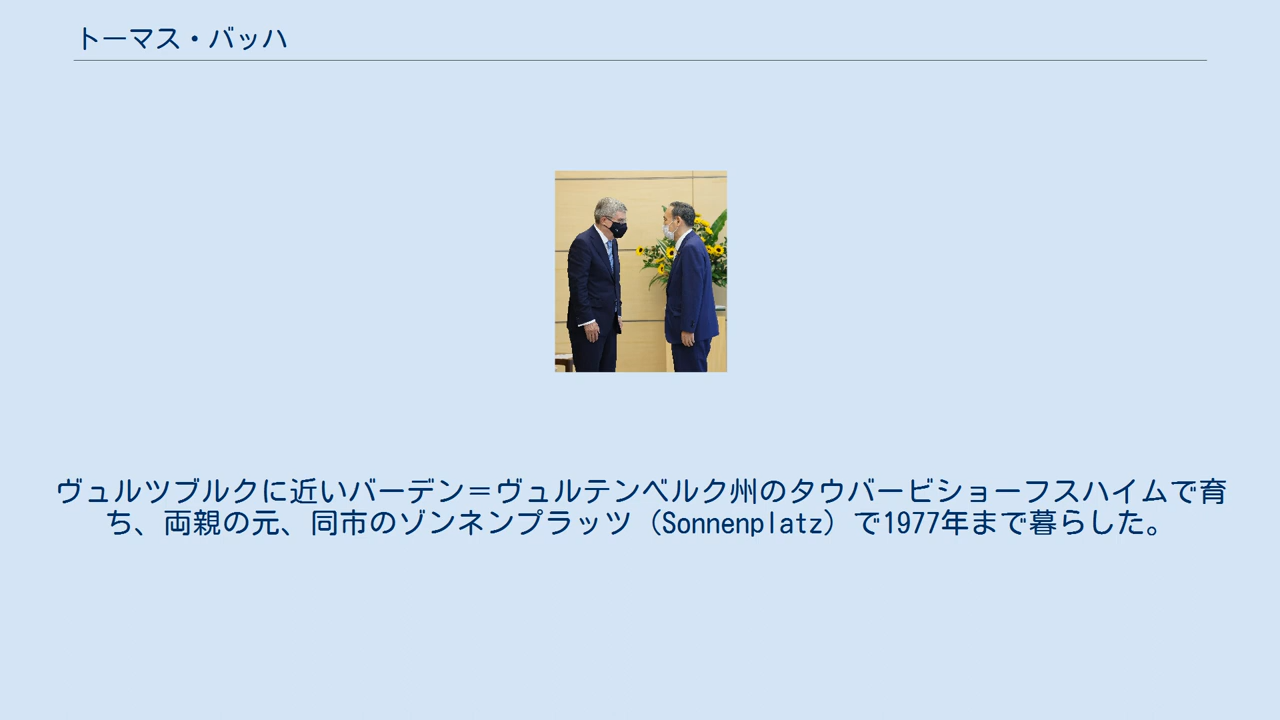 トーマス・バッハ
ヴュルツブルクに近いバーデン＝ヴュルテンベルク州のタウバービショーフスハイムで育
ち、両親の元、同市のゾンネンプラッツ（Sonnenplatz）で1977年まで暮らした。